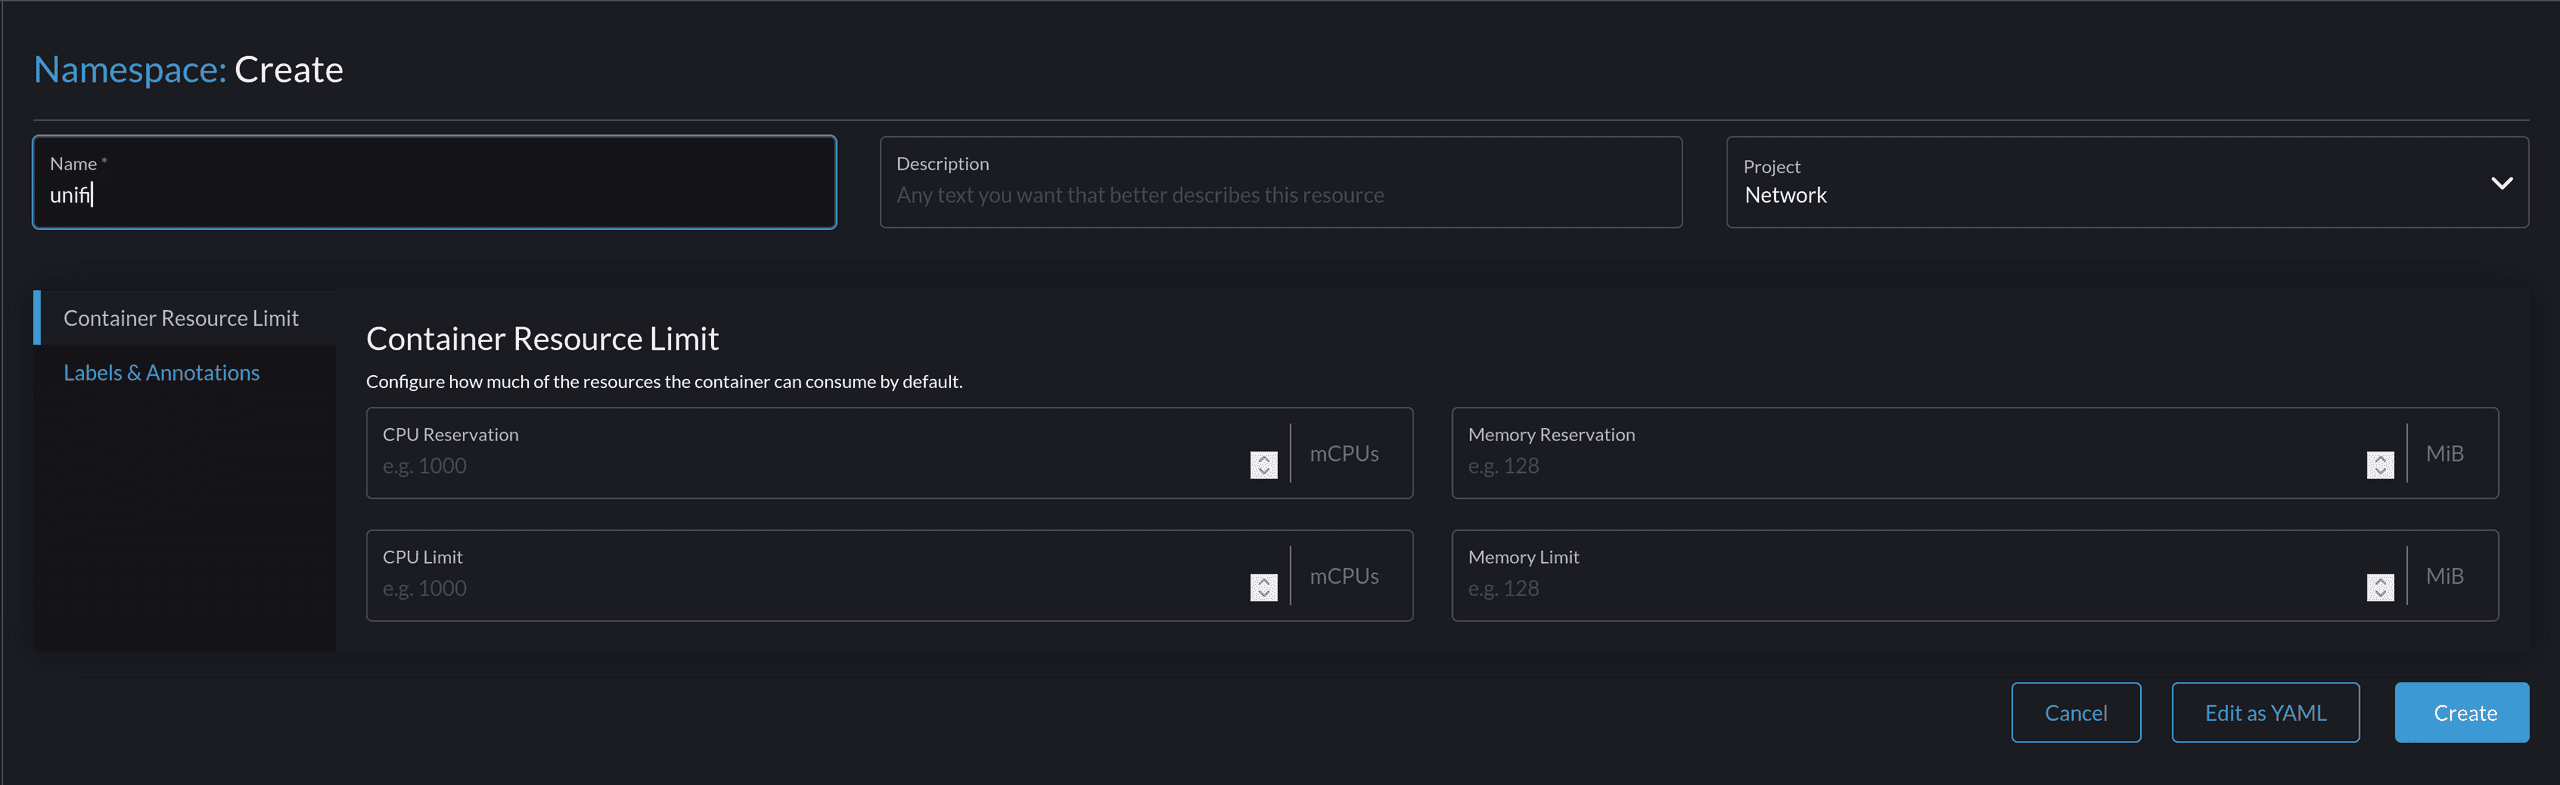 Namespace: Create
Name *
unifi
Description
Any text you want that better describes this resource
Project
Network
Container Resource Limit
Labels & Annotations
Container Resource Limit
Configure how much of the resources the container can consume by default.
CPU Reservation
e.g. 1000
mCPUs
Memory Reservation
e.g. 128
MiB
CPU Limit
e.g. 1000
mCPUs
Memory Limit
e.g. 128
MiB
Cancel
Edit as YAML
Create